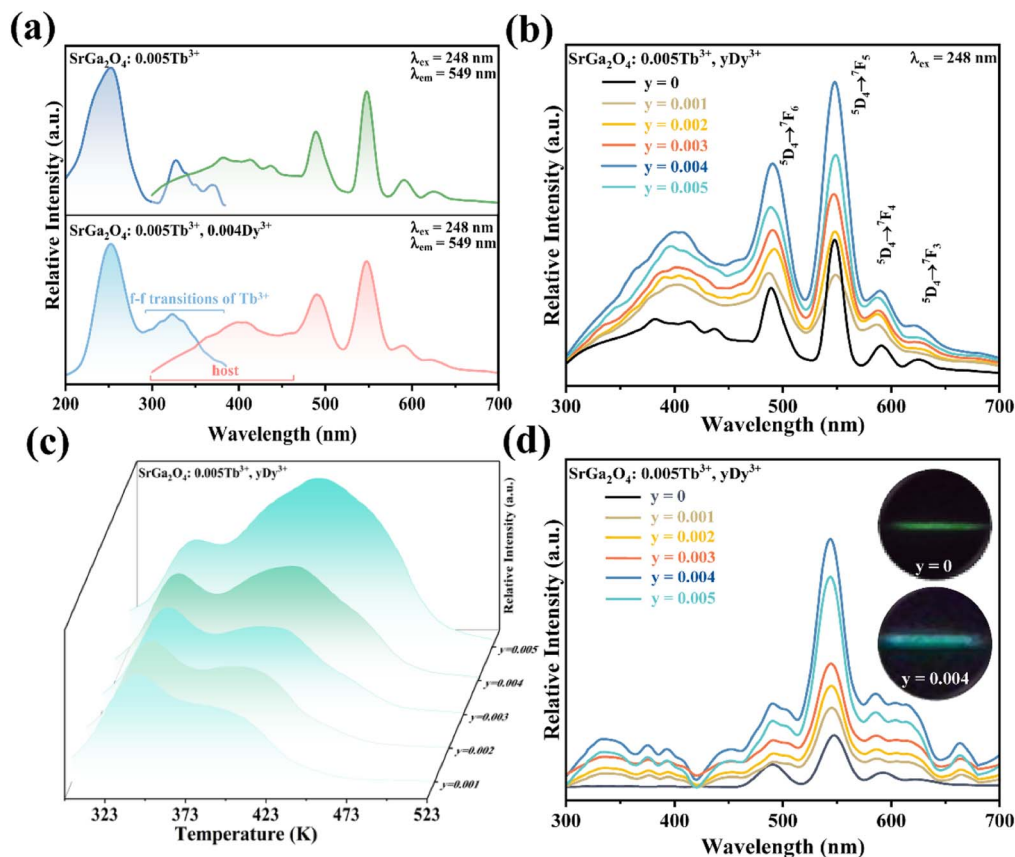 (a)
SrGa₂O₄: 0.005Tb³⁺
λex = 248 nm
λem = 549 nm
SrGa₂O₄: 0.005Tb³⁺, 0.004Dy³⁺
λex = 248 nm
λem = 549 nm
f-f transitions of Tb³⁺
host
Relative Intensity (a.u.)
200 300 400 500 600 700
Wavelength (nm)
(b)
SrGa₂O₄: 0.005Tb³⁺, yDy³⁺
λex = 248 nm
y = 0
y = 0.001
y = 0.002
y = 0.003
y = 0.004
y = 0.005
⁵D₄→⁷F₆
⁵D₄→⁷F₅
⁵D₄→⁷F₄
⁵D₄→⁷F₃
Relative Intensity (a.u.)
300 400 500 600 700
Wavelength (nm)
(c)
SrGa₂O₄: 0.005Tb³⁺, yDy³⁺
Relative Intensity (a.u.)
y=0.005
y=0.004
y=0.003
y=0.002
y=0.001
323 373 423 473 523
Temperature (K)
(d)
SrGa₂O₄: 0.005Tb³⁺, yDy³⁺
y = 0
y = 0.001
y = 0.002
y = 0.003
y = 0.004
y = 0.005
y = 0
y = 0.004
Relative Intensity (a.u.)
300 400 500 600 700
Wavelength (nm)